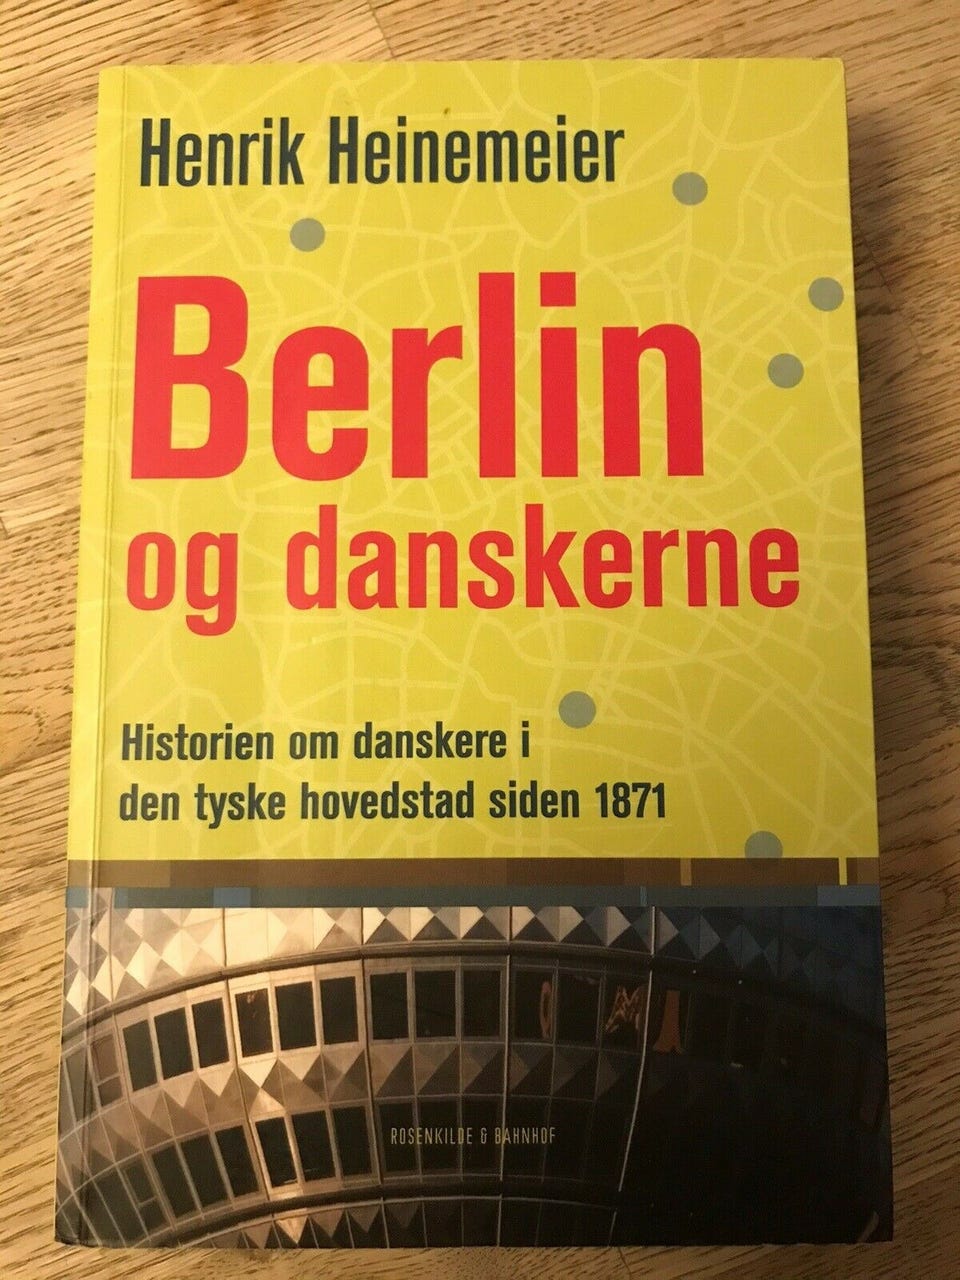 Henrik Heinemeier
Berlin
og danskerne
Historien om danskere i
den tyske hovedstad siden 1871
ROSENKILDE & BAHNHOF